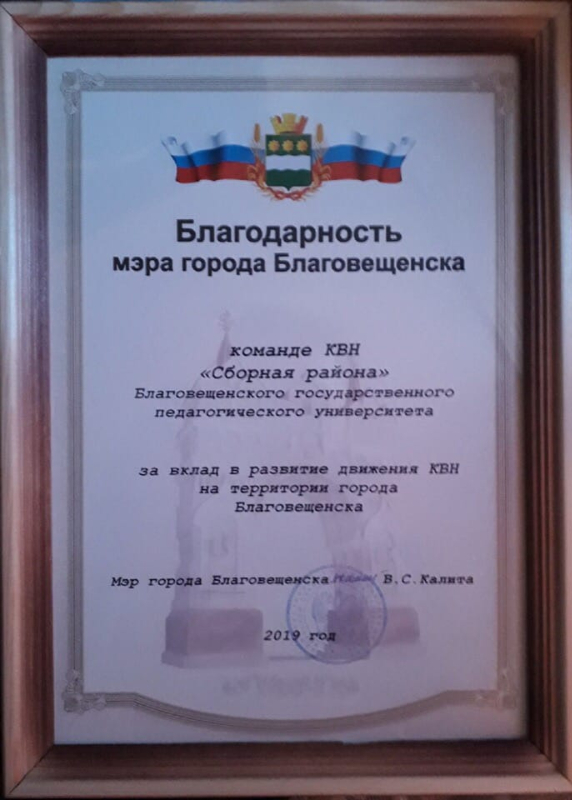 Благодарность
мэра города Благовещенска
команде КВН
«Сборная района»
Благовещенского государственного
педагогического университета
за вклад в развитие движения КВН
на территории города
Благовещенска
Мэр города Благовещенска В.С.Калита
2019 год